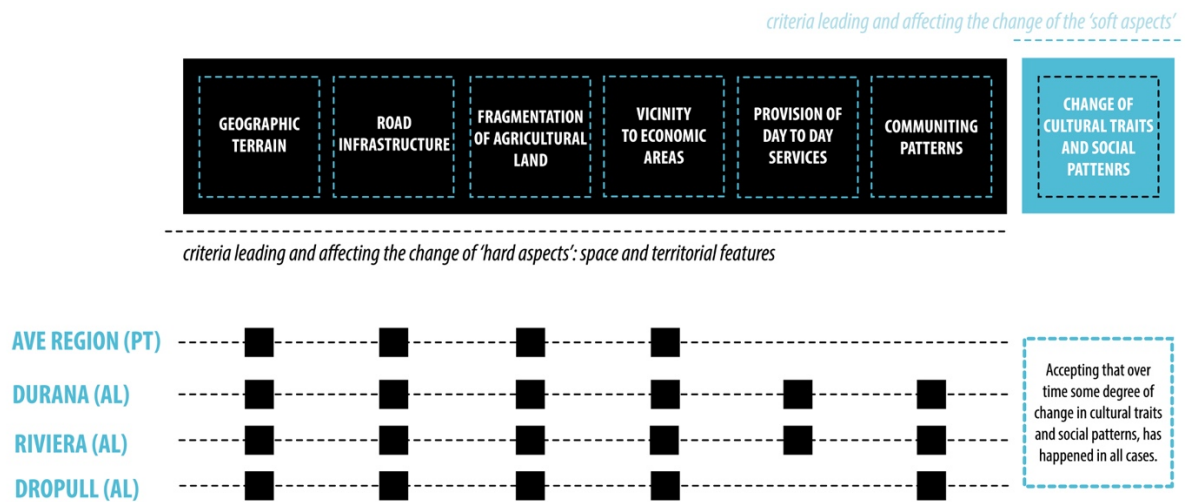 criteria leading and affecting the change of the 'soft aspects'
GEOGRAPHIC
TERRAIN
ROAD
INFRASTRUCTURE
FRAGMENTATION
OF AGRICULTURAL
LAND
VICINITY
TO ECONOMIC
AREAS
PROVISION OF
DAY TO DAY
SERVICES
COMMUNITING
PATTERNS
CHANGE OF
CULTURAL TRAITS
AND SOCIAL
PATTENRS
criteria leading and affecting the change of 'hard aspects': space and territorial features
AVE REGION (PT)
DURANA (AL)
RIVIERA (AL)
DROPULL (AL)
Accepting that over
time some degree of
change in cultural traits
and social patterns, has
happened in all cases.